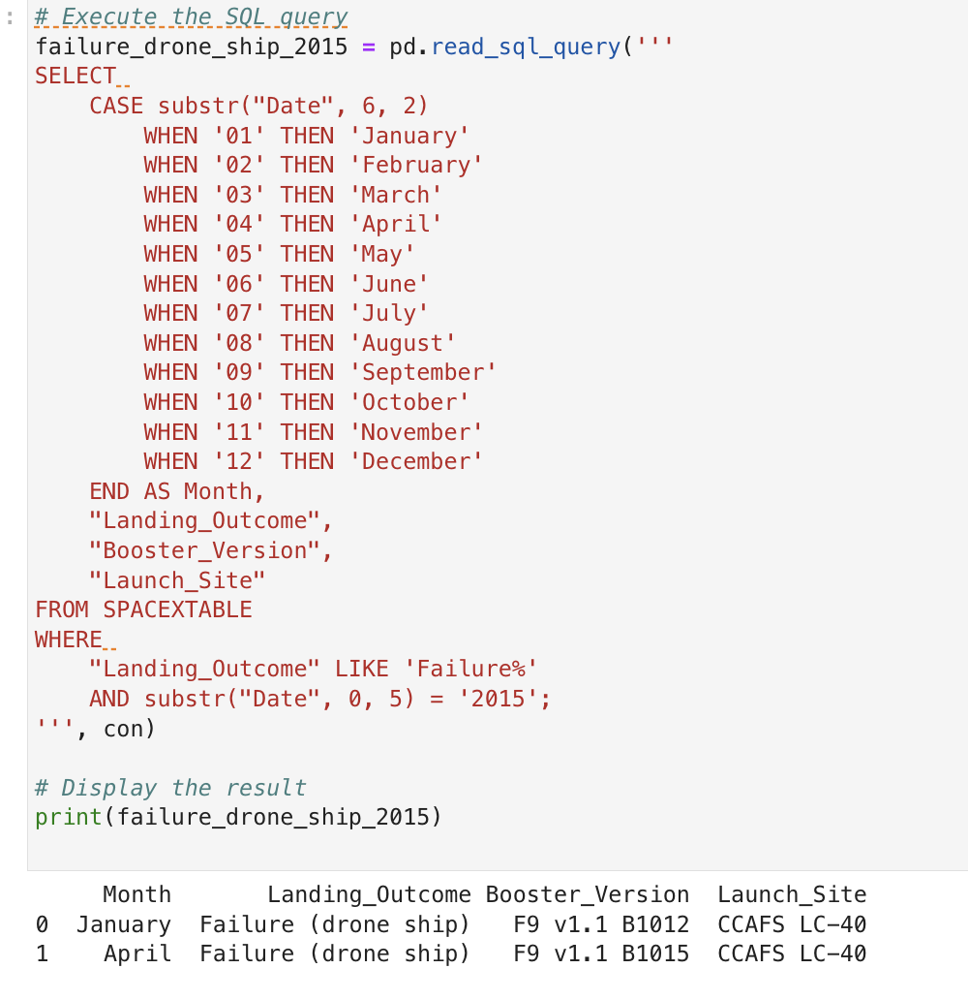 :
# Execute the SQL query
failure_drone_ship_2015 = pd.read_sql_query('''
SELECT
    CASE substr("Date", 6, 2)
        WHEN '01' THEN 'January'
        WHEN '02' THEN 'February'
        WHEN '03' THEN 'March'
        WHEN '04' THEN 'April'
        WHEN '05' THEN 'May'
        WHEN '06' THEN 'June'
        WHEN '07' THEN 'July'
        WHEN '08' THEN 'August'
        WHEN '09' THEN 'September'
        WHEN '10' THEN 'October'
        WHEN '11' THEN 'November'
        WHEN '12' THEN 'December'
    END AS Month,
    "Landing_Outcome",
    "Booster_Version",
    "Launch_Site"
FROM SPACEXTABLE
WHERE
    "Landing_Outcome" LIKE 'Failure%'
    AND substr("Date", 0, 5) = '2015';
''', con)

# Display the result
print(failure_drone_ship_2015)

     Month       Landing_Outcome Booster_Version  Launch_Site
0  January  Failure (drone ship)   F9 v1.1 B1012  CCAFS LC-40
1    April  Failure (drone ship)   F9 v1.1 B1015  CCAFS LC-40